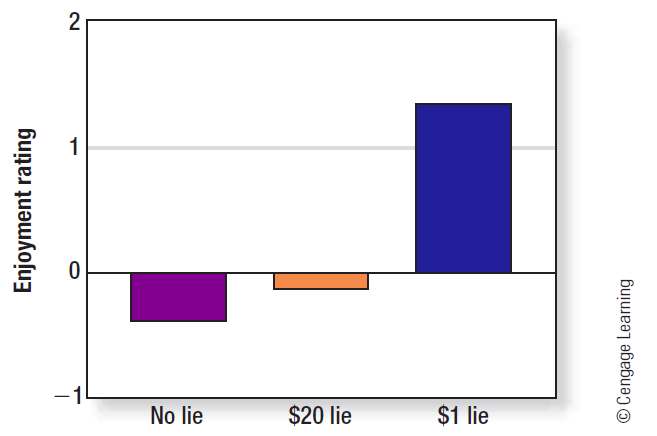 Enjoyment rating
2
1
0
–1
No lie
$20 lie
$1 lie
© Cengage Learning